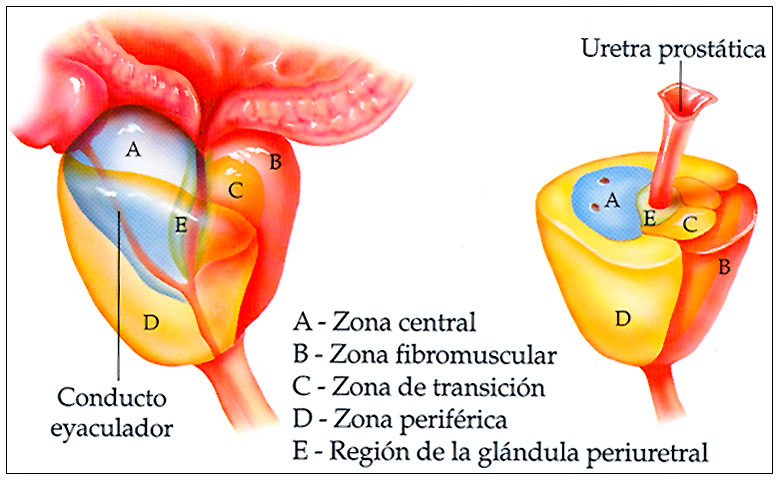 Uretra prostática
A
B
C
E
D
A
E
C
B
D
Conducto
eyaculador
A - Zona central
B - Zona fibromuscular
C - Zona de transición
D - Zona periférica
E - Región de la glándula periuretral